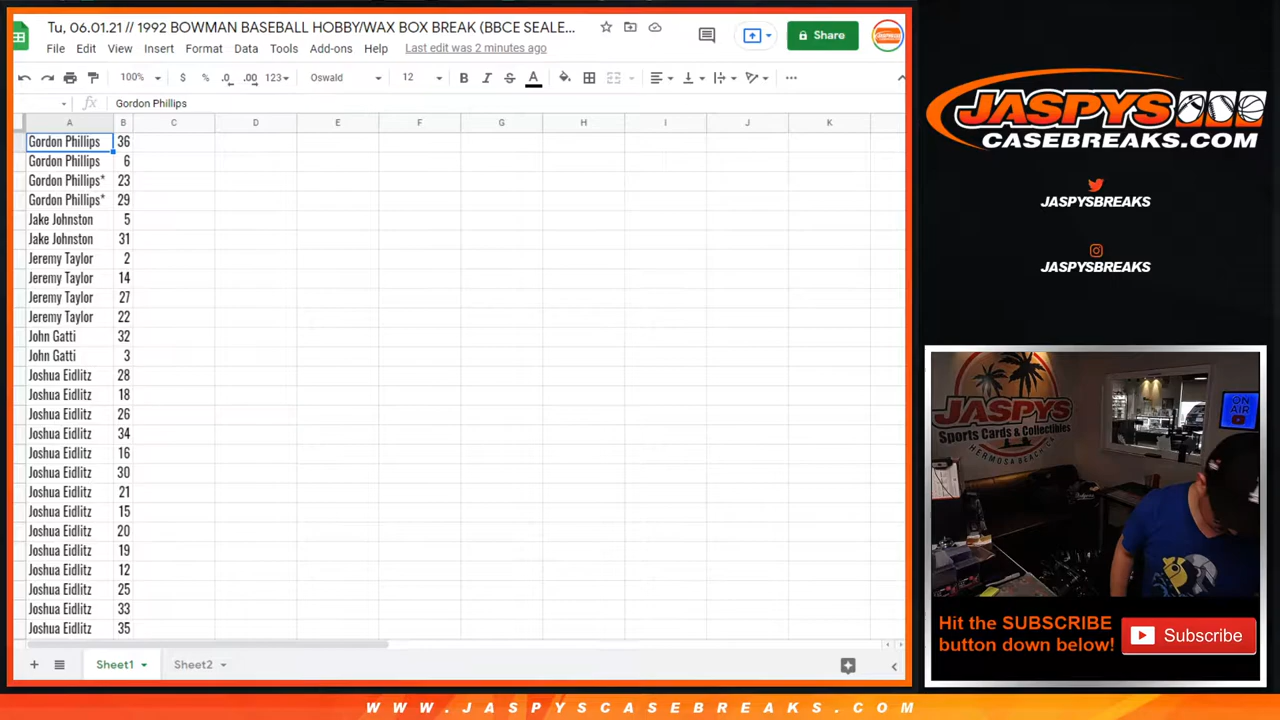 Tu, 06.01.21 // 1992 BOWMAN BASEBALL HOBBY/WAX BOX BREAK (BBCE SEALE...
File Edit View Insert Format Data Tools Add-ons Help Last edit was 2 minutes ago
Share
100% $ % .0 .00 123 Oswald 12 B I S A
fx Gordon Phillips
A B C D E F G H I J K
Gordon Phillips 36
Gordon Phillips 6
Gordon Phillips* 23
Gordon Phillips* 29
Jake Johnston 5
Jake Johnston 31
Jeremy Taylor 2
Jeremy Taylor 14
Jeremy Taylor 27
Jeremy Taylor 22
John Gatti 32
John Gatti 3
Joshua Eidlitz 28
Joshua Eidlitz 18
Joshua Eidlitz 26
Joshua Eidlitz 34
Joshua Eidlitz 16
Joshua Eidlitz 30
Joshua Eidlitz 21
Joshua Eidlitz 15
Joshua Eidlitz 20
Joshua Eidlitz 19
Joshua Eidlitz 12
Joshua Eidlitz 25
Joshua Eidlitz 33
Joshua Eidlitz 35
Sheet1 Sheet2
JASPYS
CASEBREAKS.COM
JASPYSBREAKS
JASPYSBREAKS
JASPYS
Sports Cards & Collectibles
HERMOSA BEACH, CA
ON AIR
Hit the SUBSCRIBE
button down below!
Subscribe
WWW.JASPYSCASEBREAKS.COM